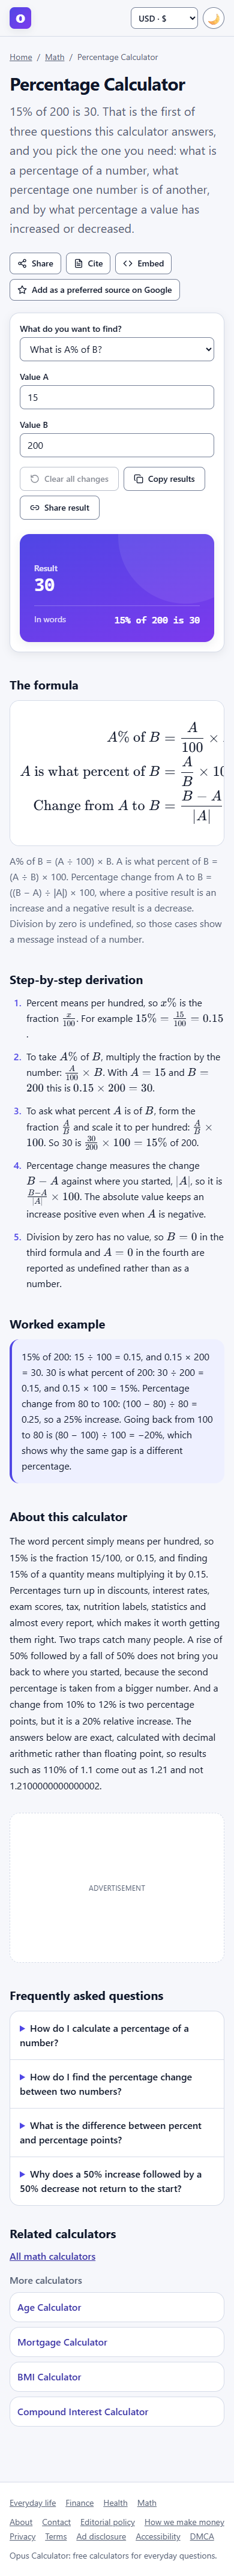 O
USD · $
Home / Math / Percentage Calculator
Percentage Calculator
15% of 200 is 30. That is the first of
three questions this calculator answers,
and you pick the one you need: what is
a percentage of a number, what
percentage one number is of another,
and by what percentage a value has
increased or decreased.
Share
Cite
Embed
Add as a preferred source on Google
What do you want to find?
What is A% of B?
Value A
15
Value B
200
Clear all changes
Copy results
Share result
Result
30
In words
15% of 200 is 30
The formula
A% of B = A/100 ×
A is what percent of B = A/B × 10
Change from A to B = B − A/|A|
A% of B = (A ÷ 100) × B. A is what percent of B =
(A ÷ B) × 100. Percentage change from A to B =
((B − A) ÷ |A|) × 100, where a positive result is an
increase and a negative result is a decrease.
Division by zero is undefined, so those cases show
a message instead of a number.
Step-by-step derivation
1. Percent means per hundred, so x% is the
fraction x/100. For example 15% = 15/100 = 0.15
.
2. To take A% of B, multiply the fraction by the
number: A/100 × B. With A = 15 and B =
200 this is 0.15 × 200 = 30.
3. To ask what percent A is of B, form the
fraction A/B and scale it to per hundred: A/B ×
100. So 30 is 30/200 × 100 = 15% of 200.
4. Percentage change measures the change
B − A against where you started, |A|, so it is
B−A/|A| × 100. The absolute value keeps an
increase positive even when A is negative.
5. Division by zero has no value, so B = 0 in the
third formula and A = 0 in the fourth are
reported as undefined rather than as a
number.
Worked example
15% of 200: 15 ÷ 100 = 0.15, and 0.15 × 200
= 30. 30 is what percent of 200: 30 ÷ 200 =
0.15, and 0.15 × 100 = 15%. Percentage
change from 80 to 100: (100 − 80) ÷ 80 =
0.25, so a 25% increase. Going back from 100
to 80 is (80 − 100) ÷ 100 = −20%, which
shows why the same gap is a different
percentage.
About this calculator
The word percent simply means per hundred, so
15% is the fraction 15/100, or 0.15, and finding
15% of a quantity means multiplying it by 0.15.
Percentages turn up in discounts, interest rates,
exam scores, tax, nutrition labels, statistics and
almost every report, which makes it worth getting
them right. Two traps catch many people. A rise of
50% followed by a fall of 50% does not bring you
back to where you started, because the second
percentage is taken from a bigger number. And a
change from 10% to 12% is two percentage
points, but it is a 20% relative increase. The
answers below are exact, calculated with decimal
arithmetic rather than floating point, so results
such as 110% of 1.1 come out as 1.21 and not
1.2100000000000002.
ADVERTISEMENT
Frequently asked questions
How do I calculate a percentage of a
number?
How do I find the percentage change
between two numbers?
What is the difference between percent
and percentage points?
Why does a 50% increase followed by a
50% decrease not return to the start?
Related calculators
All math calculators
More calculators
Age Calculator
Mortgage Calculator
BMI Calculator
Compound Interest Calculator
Everyday life Finance Health Math
About Contact Editorial policy How we make money
Privacy Terms Ad disclosure Accessibility DMCA
Opus Calculator: free calculators for everyday questions.